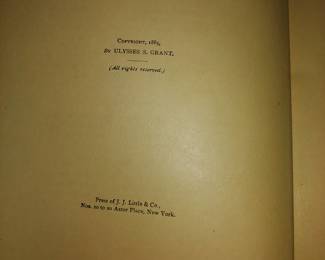 Copyright, 1885,
By ULYSSES S. GRANT.
(All rights reserved.)
Press of J. J. Little & Co.,
Nos. 10 to 20 Astor Place, New York.